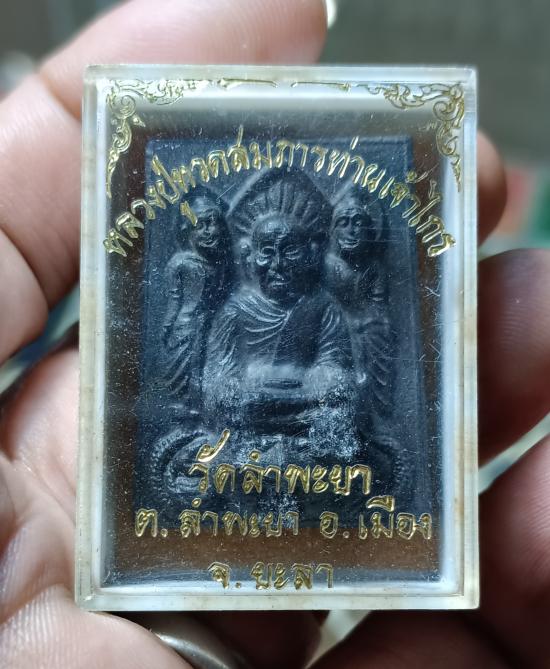 หลวงปู่ทวดสมภารท่านเจ้าไกร
วัดลำพะยา
ต.ลำพะยา อ.เมือง
จ.ยะลา